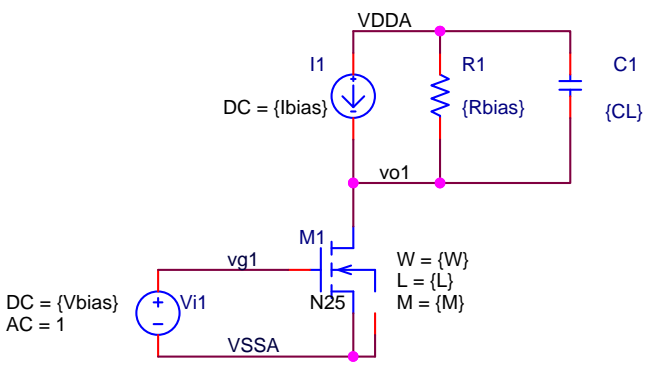 VDDA
I1
R1
C1
DC = {Ibias}
{Rbias}
{CL}
vo1
M1
vg1
W = {W}
L = {L}
N25
M = {M}
DC = {Vbias}
Vi1
AC = 1
VSSA